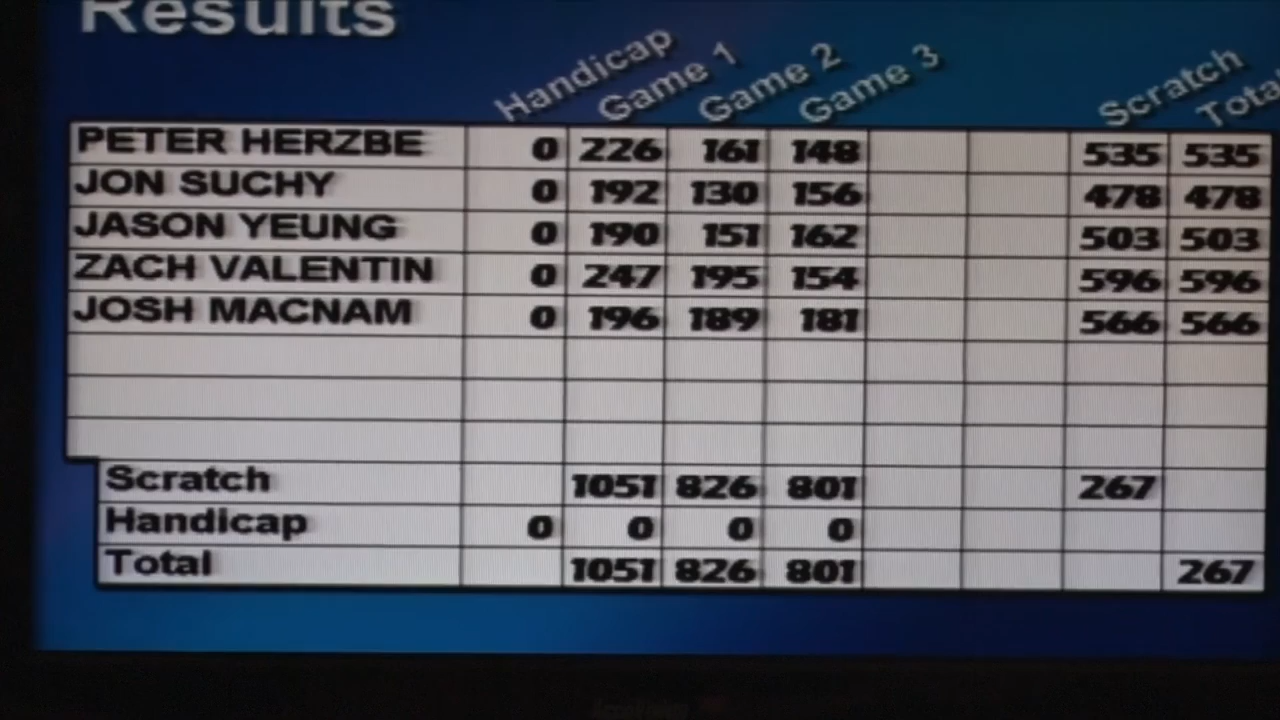 Results
Handicap Game 1 Game 2 Game 3 Scratch Tota
PETER HERZBE 0 226 161 148 535 535
JON SUCHY 0 192 130 156 478 478
JASON YEUNG 0 190 151 162 503 503
ZACH VALENTIN 0 247 195 154 596 596
JOSH MACNAM 0 196 189 181 566 566
Scratch 1051 826 801 267
Handicap 0 0 0 0
Total 1051 826 801 267